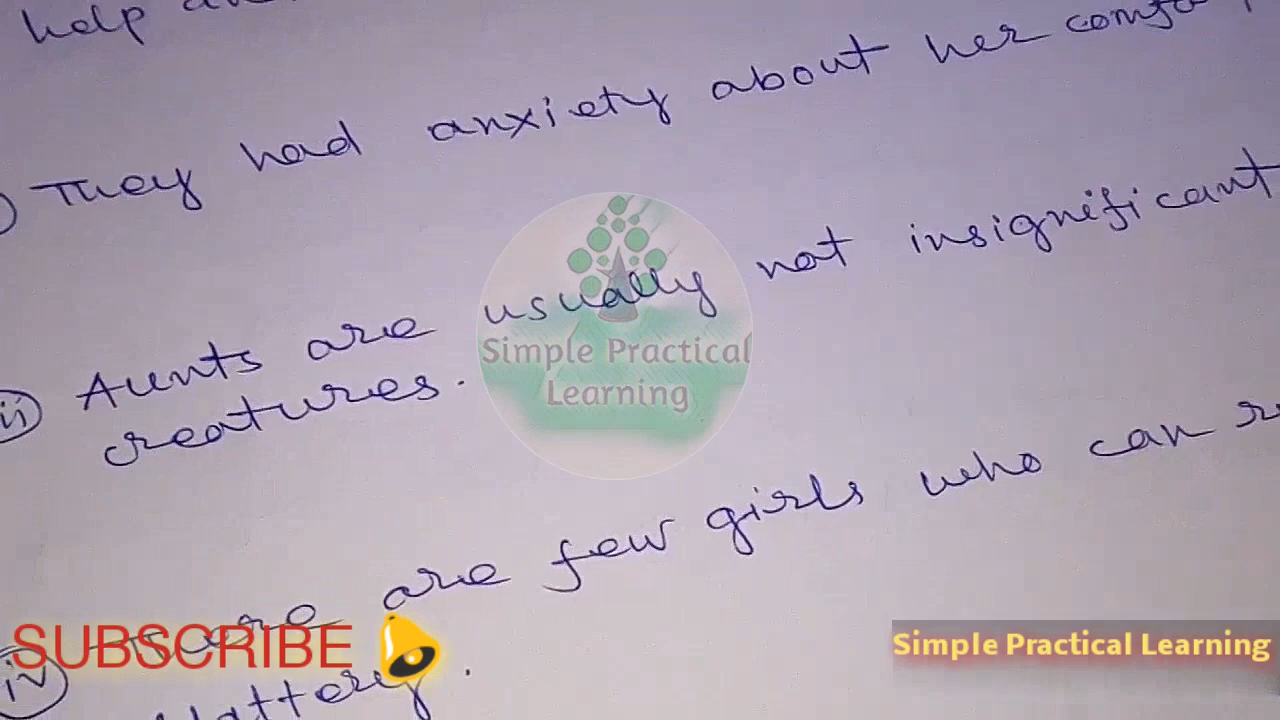 help
They had anxiety about her
Aunts are usually not insignificant
creatures.
are few girls who can
Simple Practical
Learning
SUBSCRIBE
Simple Practical Learning
iv